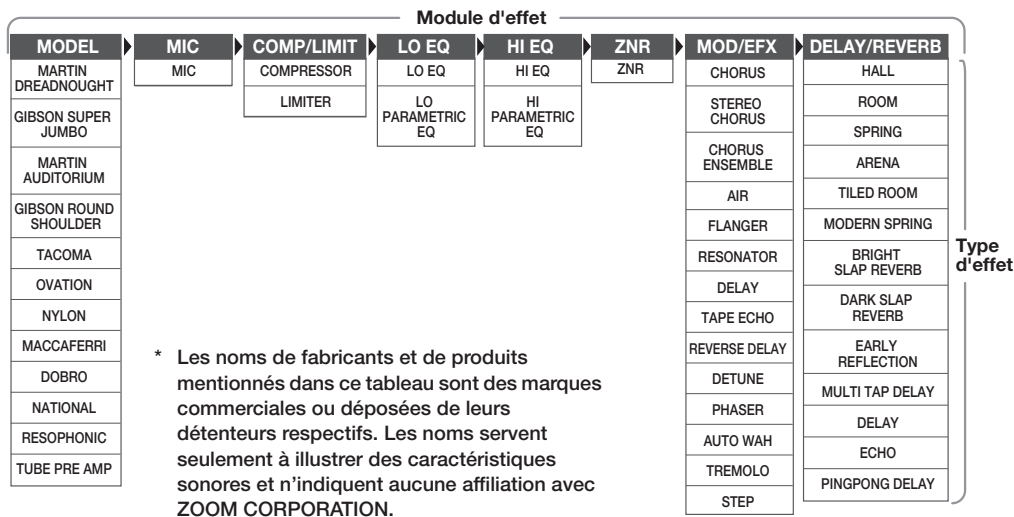 Module d'effet
MODEL
MARTIN
DREADNOUGHT
GIBSON SUPER
JUMBO
MARTIN
AUDITORIUM
GIBSON ROUND
SHOULDER
TACOMA
OVATION
NYLON
MACCAFERRI
DOBRO
NATIONAL
RESOPHONIC
TUBE PRE AMP
MIC
MIC
COMP/LIMIT
COMPRESSOR
LIMITER
LO EQ
LO EQ
LO
PARAMETRIC
EQ
HI EQ
HI EQ
HI
PARAMETRIC
EQ
ZNR
ZNR
MOD/EFX
CHORUS
STEREO
CHORUS
CHORUS
ENSEMBLE
AIR
FLANGER
RESONATOR
DELAY
TAPE ECHO
REVERSE DELAY
DETUNE
PHASER
AUTO WAH
TREMOLO
STEP
DELAY/REVERB
HALL
ROOM
SPRING
ARENA
TILED ROOM
MODERN SPRING
BRIGHT
SLAP REVERB
DARK SLAP
REVERB
EARLY
REFLECTION
MULTI TAP DELAY
DELAY
ECHO
PINGPONG DELAY
Type
d'effet
* Les noms de fabricants et de produits
mentionnés dans ce tableau sont des marques
commerciales ou déposées de leurs
détenteurs respectifs. Les noms servent
seulement à illustrer des caractéristiques
sonores et n'indiquent aucune affiliation avec
ZOOM CORPORATION.